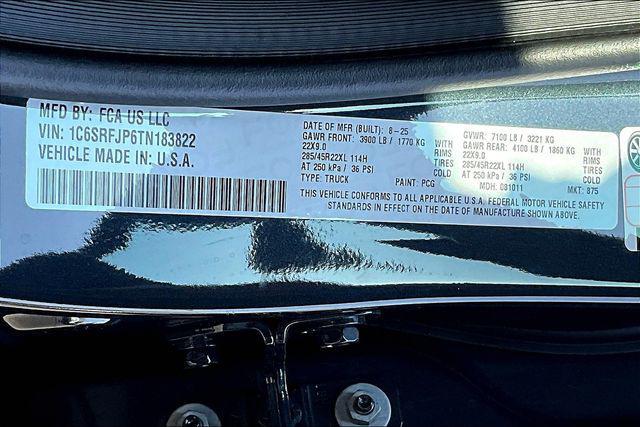 MFD BY: FCA US LLC
VIN: 1C6SRFJP6TN183822
VEHICLE MADE IN: U.S.A.
DATE OF MFR (BUILT): 8-25
GAWR FRONT: 3900 LB / 1770 KG
22X9.0 RIMS
285/45R22XL 114H TIRES
AT 250 kPa / 36 PSI COLD
TYPE: TRUCK
PAINT: PCG
GVWR: 7100 LB / 3221 KG
GAWR REAR: 4100 LB / 1860 KG
22X9.0 RIMS
285/45R22XL 114H TIRES
AT 250 kPa / 36 PSI COLD
MDH: 081011
MKT: 875
THIS VEHICLE CONFORMS TO ALL APPLICABLE U.S.A. FEDERAL MOTOR VEHICLE SAFETY
STANDARDS IN EFFECT ON THE DATE OF MANUFACTURE SHOWN ABOVE.